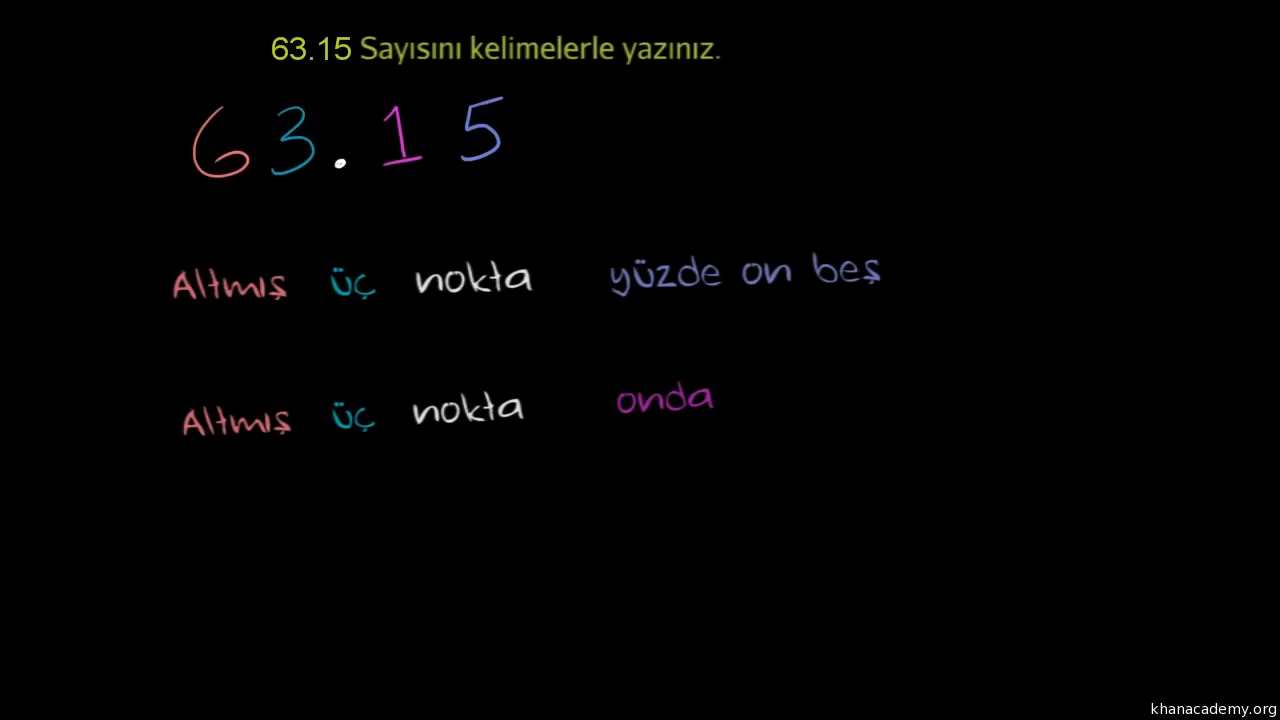 63.15 Sayısını kelimelerle yazınız.
63.15
Altmış üç nokta yüzde on beş
Altmış üç nokta onda
khanacademy.org